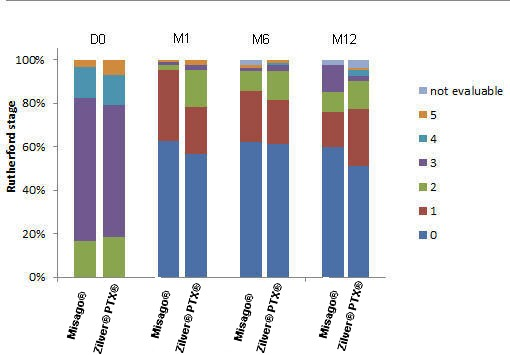 D0 M1 M6 M12
100%
80%
60%
40%
20%
0%
Rutherford stage
Misago®
Zilver® PTX®
Misago®
Zilver® PTX®
Misago®
Zilver® PTX®
Misago®
Zilver® PTX®
not evaluable
5
4
3
2
1
0